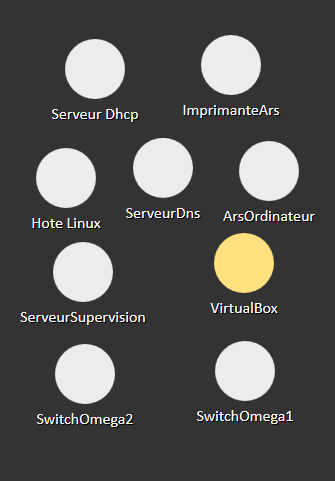 Serveur Dhcp
ImprimanteArs
Hote Linux
ServeurDns
ArsOrdinateur
ServeurSupervision
VirtualBox
SwitchOmega2
SwitchOmega1